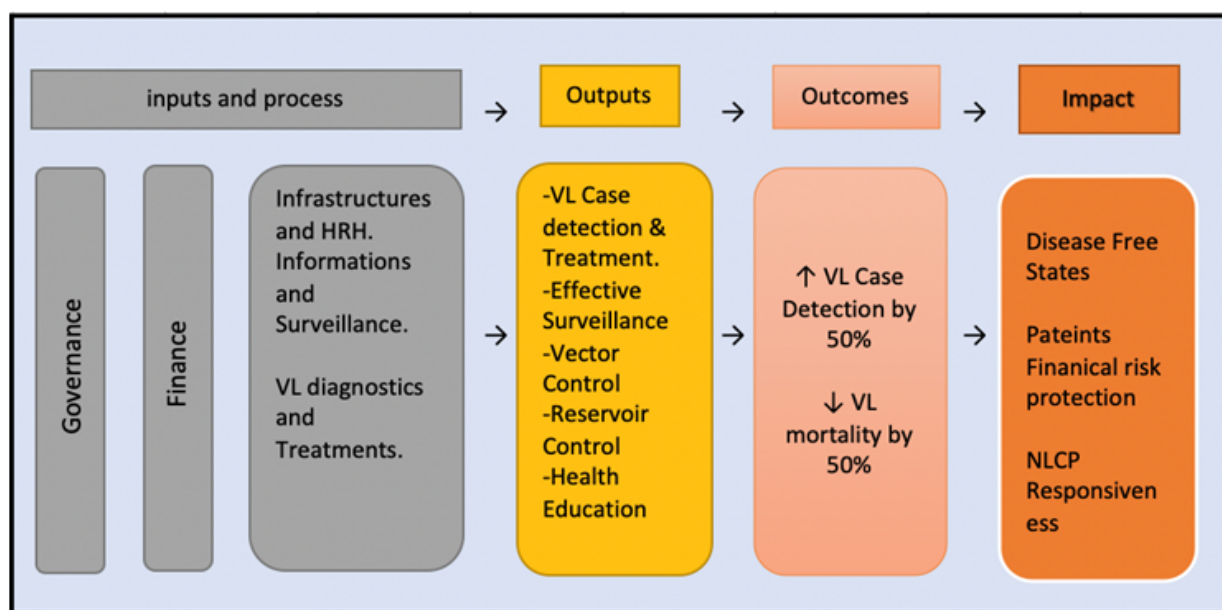 inputs and process
→
Outputs
→
Outcomes
→
Impact
Governance
Finance
Infrastructures
and HRH.
Informations
and
Surveillance.
VL diagnostics
and
Treatments.
→
-VL Case
detection &
Treatment.
-Effective
Surveillance
-Vector
Control
-Reservoir
Control
-Health
Education
→
↑ VL Case
Detection by
50%
↓ VL
mortality by
50%
→
Disease Free
States
Pateints
Finanical risk
protection
NLCP
Responsiven
ess